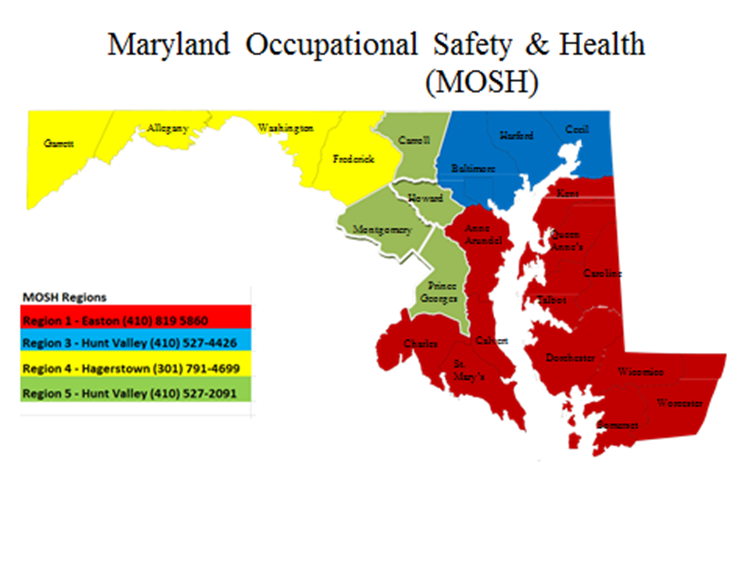 Maryland Occupational Safety & Health
(MOSH)
Garrett
Allegany
Washington
Frederick
Carroll
Baltimore
Harford
Cecil
Howard
Montgomery
Prince
Georges
Anne
Arundel
Kent
Queen
Anne's
Caroline
Talbot
Charles
Calvert
St.
Mary's
Dorchester
Wicomico
Worcester
Somerset
MOSH Regions
Region 1 - Easton (410) 819 5860
Region 3 - Hunt Valley (410) 527-4426
Region 4 - Hagerstown (301) 791-4699
Region 5 - Hunt Valley (410) 527-2091